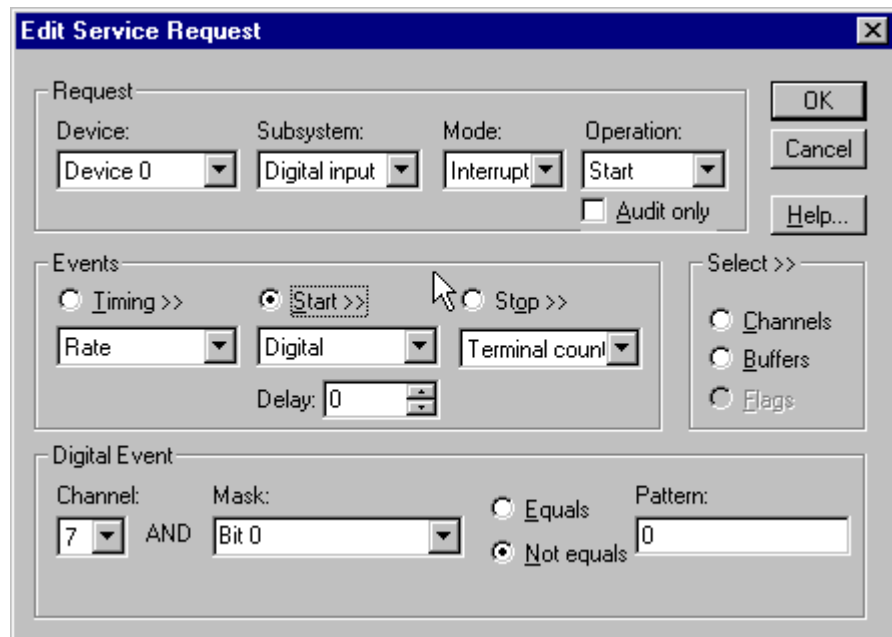 Edit Service Request
Request
Device: Subsystem: Mode: Operation:
Device 0 Digital input Interrupt Start
Audit only
OK
Cancel
Help...
Events
Timing >> Start >> Stop >>
Rate Digital Terminal count
Delay: 0
Select >>
Channels
Buffers
Flags
Digital Event
Channel: Mask: Pattern:
7 AND Bit 0 Equals 0
Not equals